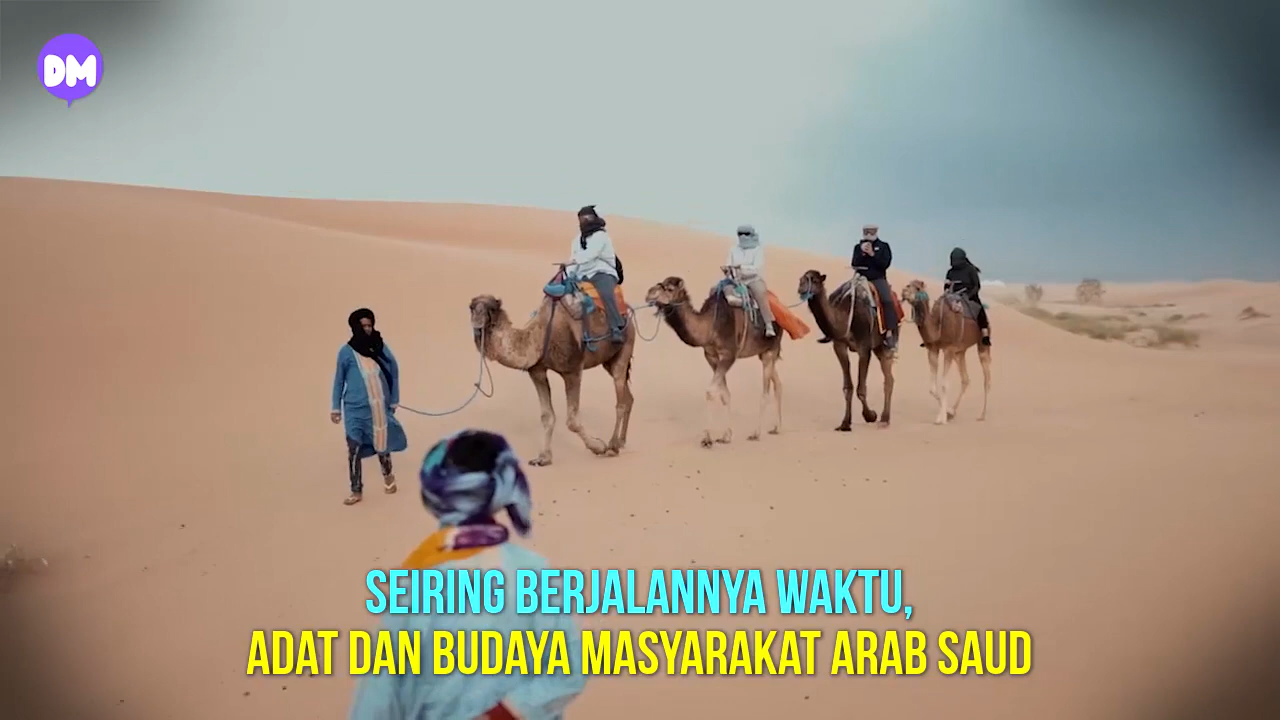 DM
SEIRING BERJALANNYA WAKTU,
ADAT DAN BUDAYA MASYARAKAT ARAB SAUD